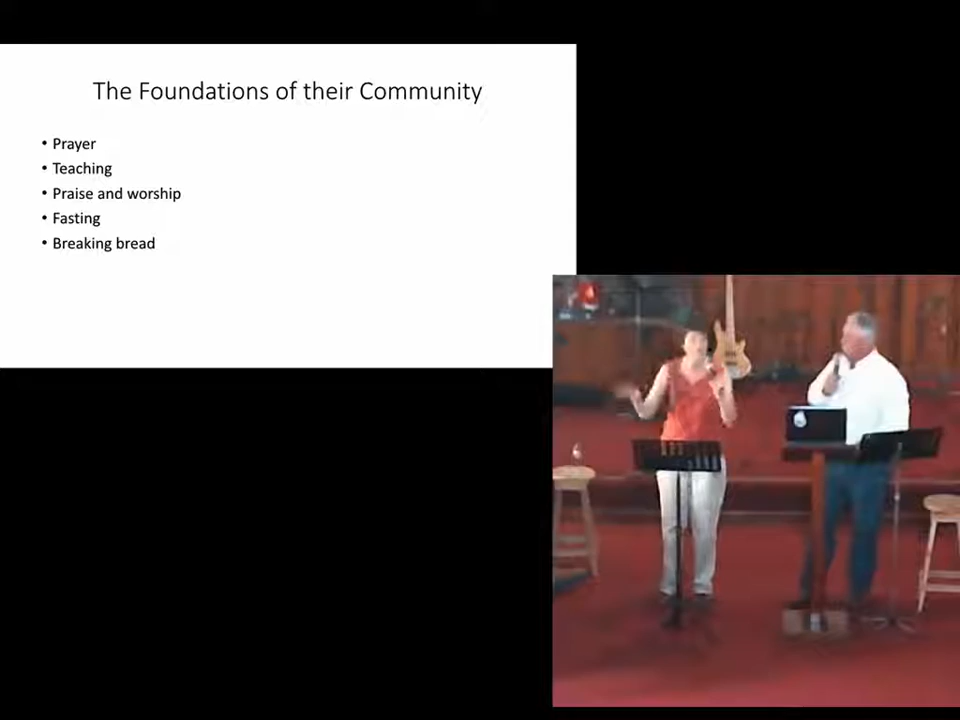 The Foundations of their Community
• Prayer
• Teaching
• Praise and worship
• Fasting
• Breaking bread